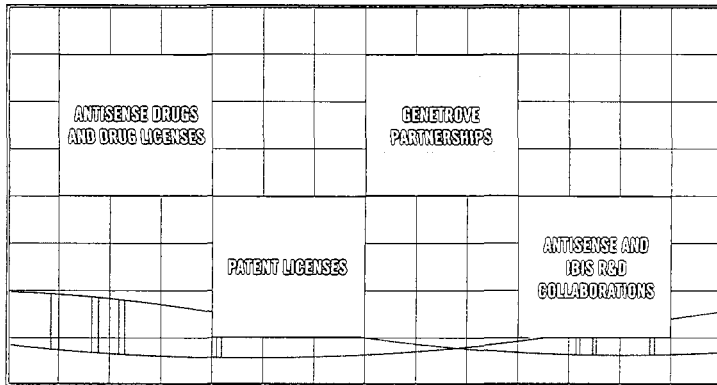 ANTISENSE DRUGS
AND DRUG LICENSES
GENETROVE
PARTNERSHIPS
PATENT LICENSES
ANTISENSE AND
IBIS R&D
COLLABORATIONS